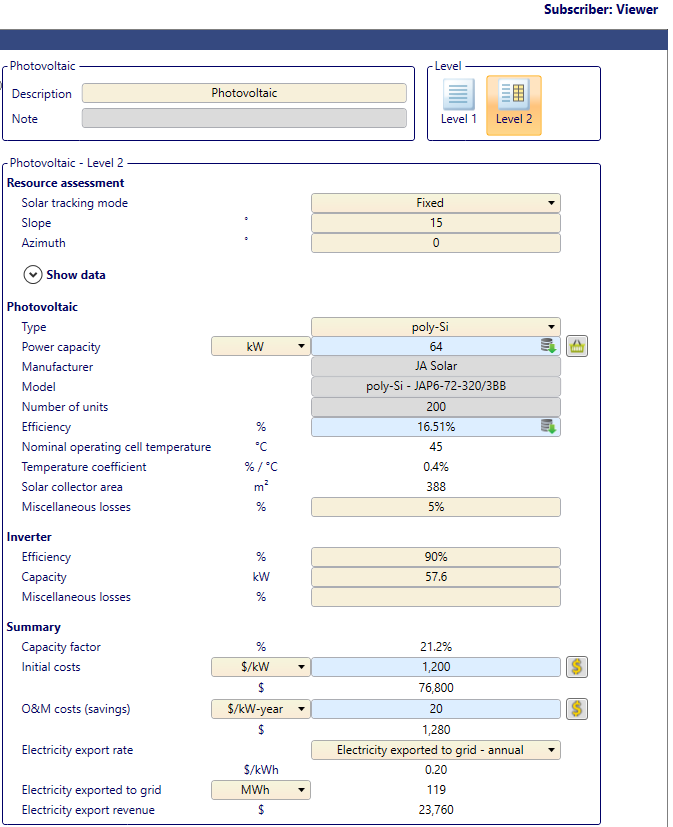 Subscriber: Viewer
Photovoltaic
Level
Description Photovoltaic
Note
Level 1 Level 2
Photovoltaic - Level 2
Resource assessment
Solar tracking mode Fixed
Slope ° 15
Azimuth ° 0
Show data
Photovoltaic
Type poly-Si
Power capacity kW 64
Manufacturer JA Solar
Model poly-Si - JAP6-72-320/3BB
Number of units 200
Efficiency % 16.51%
Nominal operating cell temperature °C 45
Temperature coefficient % / °C 0.4%
Solar collector area m² 388
Miscellaneous losses % 5%
Inverter
Efficiency % 90%
Capacity kW 57.6
Miscellaneous losses %
Summary
Capacity factor % 21.2%
Initial costs $/kW 1,200 $
$ 76,800
O&M costs (savings) $/kW-year 20 $
$ 1,280
Electricity export rate Electricity exported to grid - annual
$/kWh 0.20
Electricity exported to grid MWh 119
Electricity export revenue $ 23,760